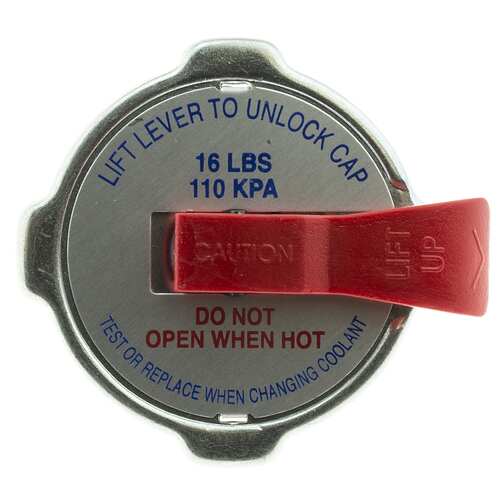 LIFT LEVER TO UNLOCK CAP
16 LBS
110 KPA
CAUTION
LIFT
UP
DO NOT
OPEN WHEN HOT
TEST OR REPLACE WHEN CHANGING COOLANT